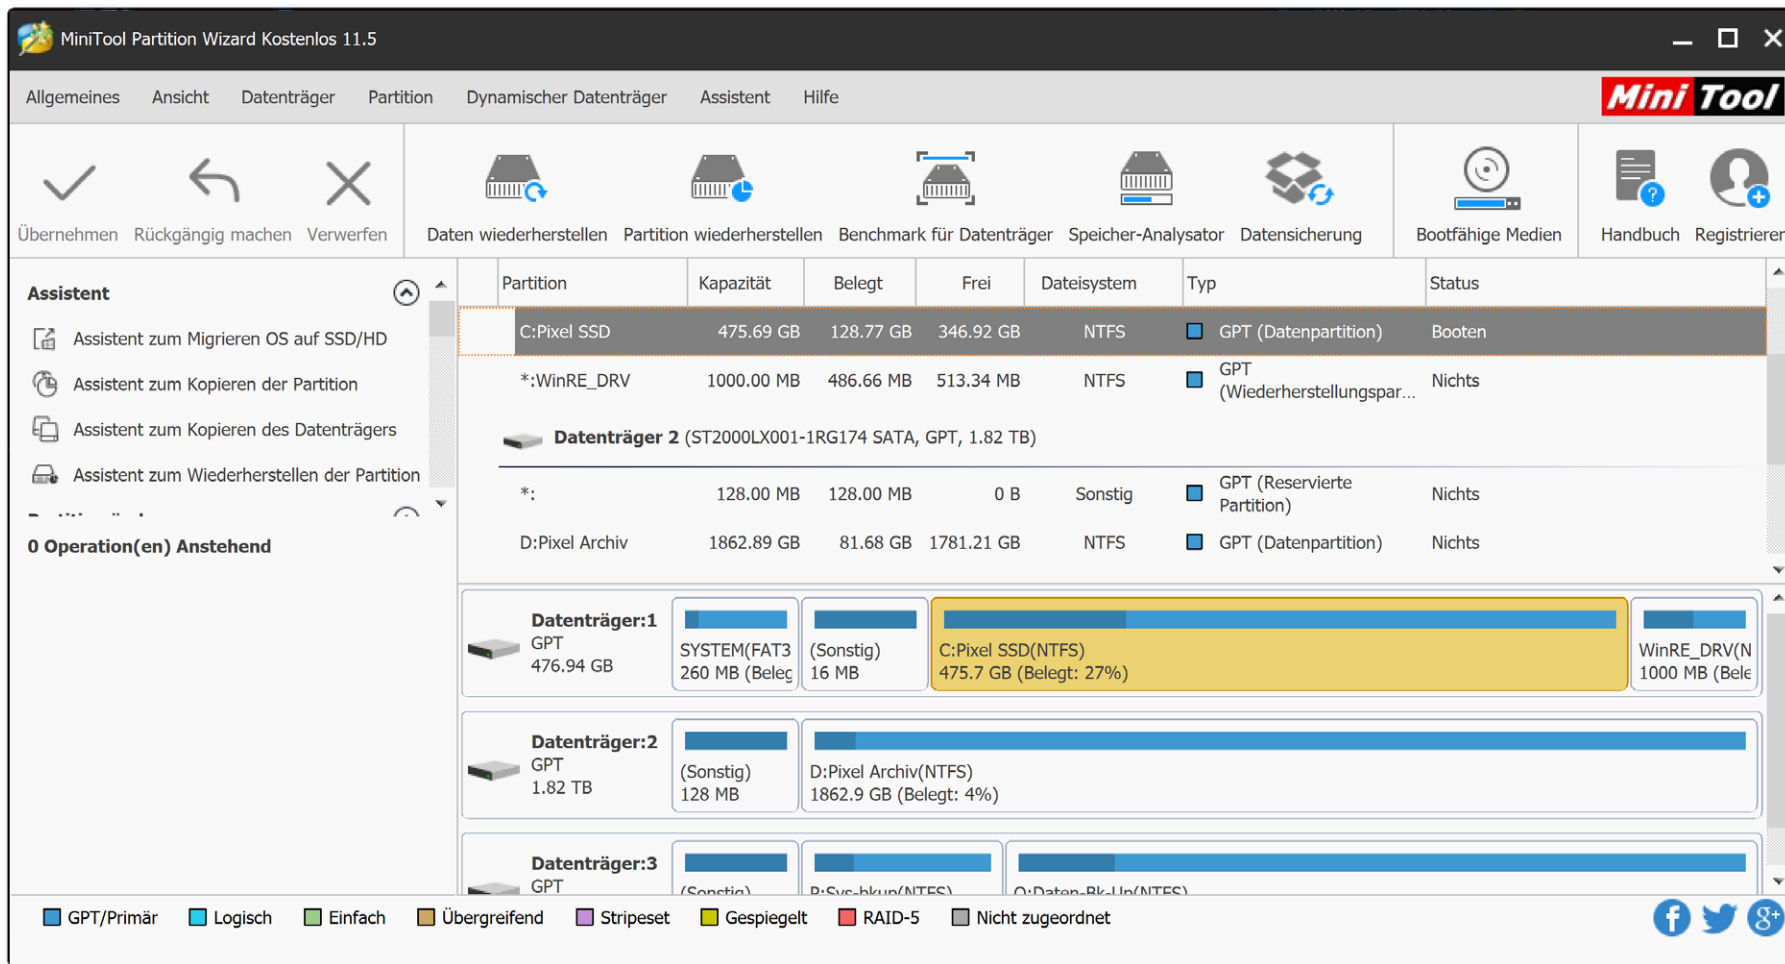 MiniTool Partition Wizard Kostenlos 11.5
Allgemeines Ansicht Datenträger Partition Dynamischer Datenträger Assistent Hilfe
Mini Tool
Übernehmen Rückgängig machen Verwerfen Daten wiederherstellen Partition wiederherstellen Benchmark für Datenträger Speicher-Analysator Datensicherung Bootfähige Medien Handbuch Registrieren
Assistent
Assistent zum Migrieren OS auf SSD/HD
Assistent zum Kopieren der Partition
Assistent zum Kopieren des Datenträgers
Assistent zum Wiederherstellen der Partition
0 Operation(en) Anstehend
Partition Kapazität Belegt Frei Dateisystem Typ Status
C:Pixel SSD 475.69 GB 128.77 GB 346.92 GB NTFS GPT (Datenpartition) Booten
*:WinRE_DRV 1000.00 MB 486.66 MB 513.34 MB NTFS GPT
(Wiederherstellungspar... Nichts
Datenträger 2 (ST2000LX001-1RG174 SATA, GPT, 1.82 TB)
*: 128.00 MB 128.00 MB 0 B Sonstig GPT (Reservierte
Partition) Nichts
D:Pixel Archiv 1862.89 GB 81.68 GB 1781.21 GB NTFS GPT (Datenpartition) Nichts
Datenträger:1
GPT
476.94 GB
SYSTEM(FAT3
260 MB (Beleg
(Sonstig)
16 MB
C:Pixel SSD(NTFS)
475.7 GB (Belegt: 27%)
WinRE_DRV(N
1000 MB (Bele
Datenträger:2
GPT
1.82 TB
(Sonstig)
128 MB
D:Pixel Archiv(NTFS)
1862.9 GB (Belegt: 4%)
Datenträger:3
GPT
(Sonstig)
GPT/Primär Logisch Einfach Übergreifend Stripeset Gespiegelt RAID-5 Nicht zugeordnet